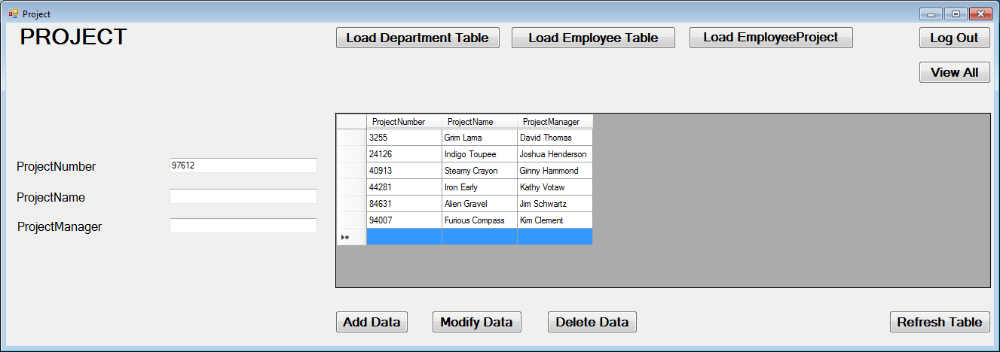 Project
PROJECT
Load Department Table Load Employee Table Load EmployeeProject Log Out
View All
ProjectNumber ProjectName ProjectManager
3255 Grim Lama David Thomas
24126 Indigo Toupee Joshua Henderson
40913 Steamy Crayon Ginny Hammond
44281 Iron Early Kathy Votaw
84631 Alien Gravel Jim Schwartz
94007 Furious Compass Kim Clement
ProjectNumber 97612
ProjectName
ProjectManager
Add Data Modify Data Delete Data Refresh Table